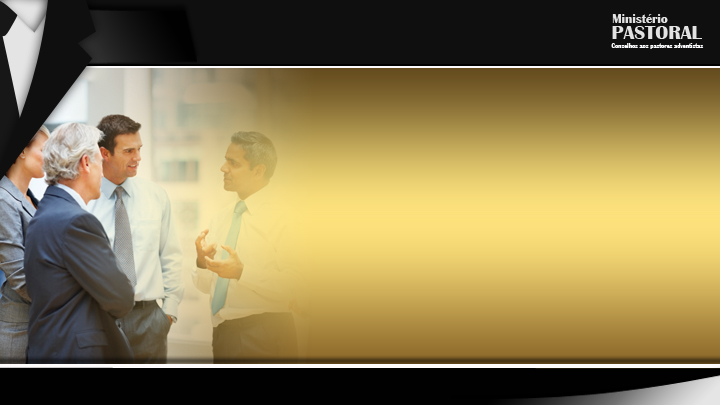 Ministério
PASTORAL
Conselhos aos pastores adventistas